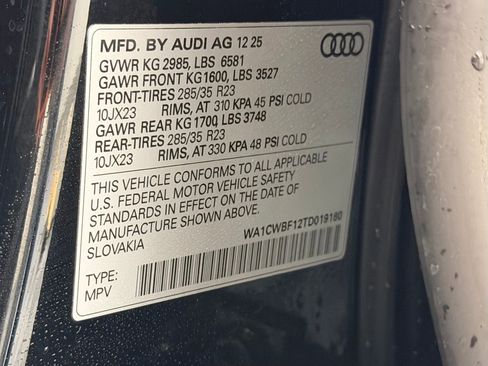 MFD. BY AUDI AG 12 25
GVWR KG 2985, LBS 6581
GAWR FRONT KG1600, LBS 3527
FRONT-TIRES 285/35 R23
10JX23 RIMS, AT 310 KPA 45 PSI COLD
GAWR REAR KG 1700, LBS 3748
REAR-TIRES 285/35 R23
10JX23 RIMS, AT 330 KPA 48 PSI COLD
THIS VEHICLE CONFORMS TO ALL APPLICABLE
U.S. FEDERAL MOTOR VEHICLE SAFETY
STANDARDS IN EFFECT ON THE DATE OF
MANUFACTURE SHOWN ABOVE.
SLOVAKIA
WA1CWBF12TD019180
TYPE:
MPV